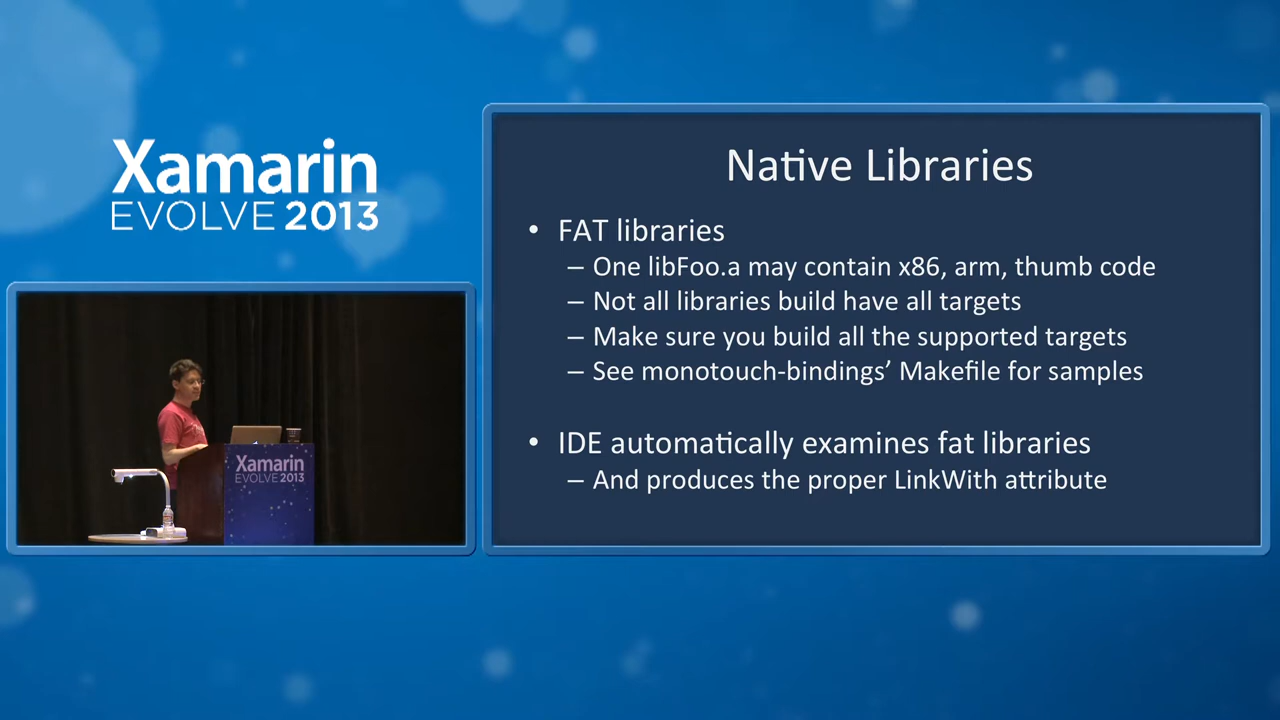 Xamarin
EVOLVE 2013
Native Libraries
• FAT libraries
– One libFoo.a may contain x86, arm, thumb code
– Not all libraries build have all targets
– Make sure you build all the supported targets
– See monotouch-bindings’ Makefile for samples
• IDE automatically examines fat libraries
– And produces the proper LinkWith attribute
Xamarin
EVOLVE 2013